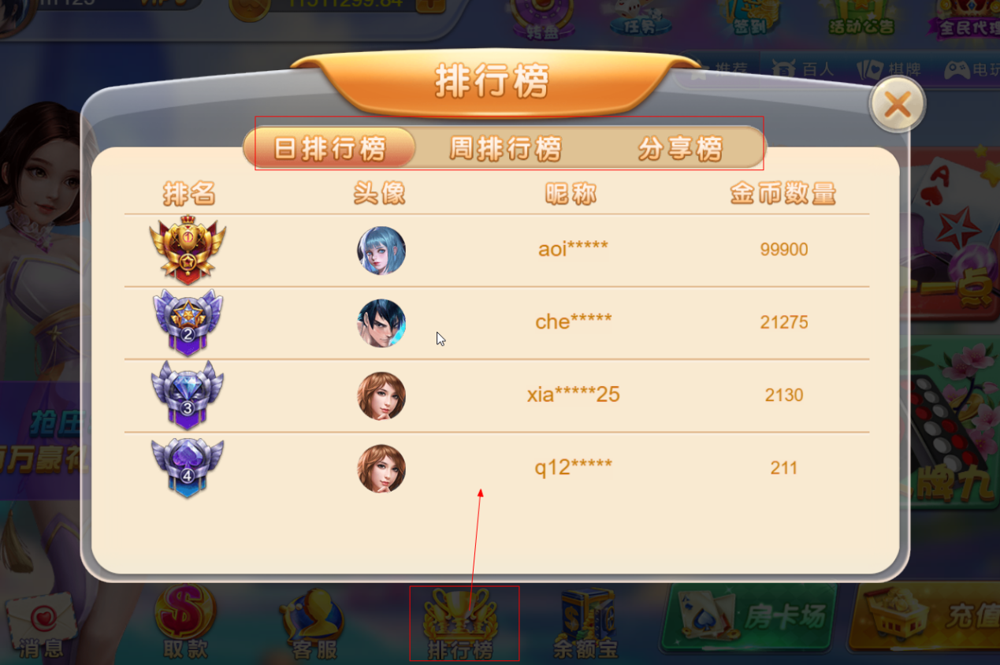 11311299.84
转盘 任务 签到 活动公告 全民代理
推荐 百人 棋牌 电玩
排行榜
日排行榜 周排行榜 分享榜
排名 头像 昵称 金币数量
1 aoi***** 99900
2 che***** 21275
3 xia*****25 2130
4 q12***** 211
A
一点
抢庄
百万豪礼
牌九
消息 取款 客服 排行榜 余额宝 房卡场 充值